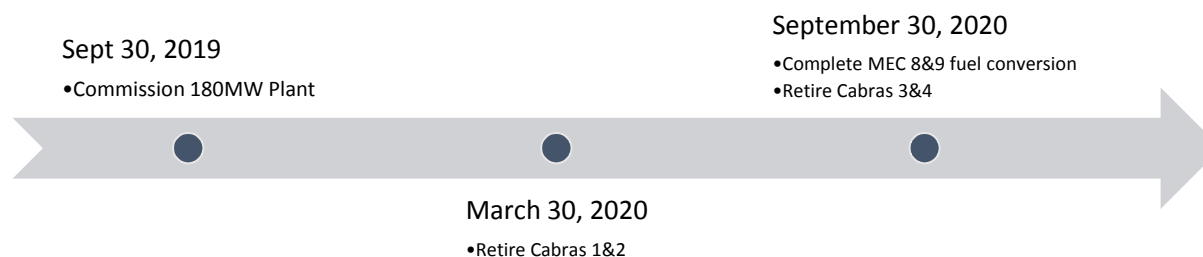 Sept 30, 2019
•Commission 180MW Plant
March 30, 2020
•Retire Cabras 1&2
September 30, 2020
•Complete MEC 8&9 fuel conversion
•Retire Cabras 3&4